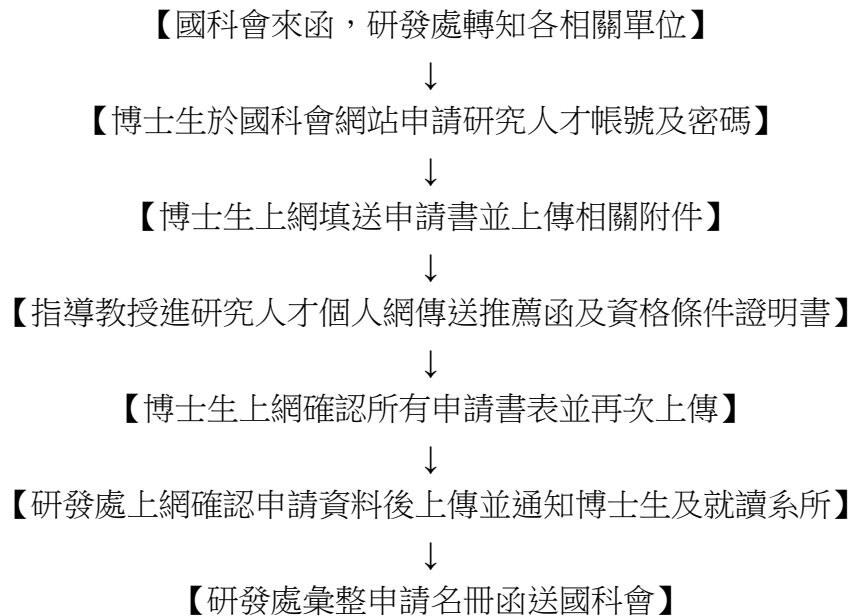 【國科會來函，研發處轉知各相關單位】
↓
【博士生於國科會網站申請研究人才帳號及密碼】
↓
【博士生上網填送申請書並上傳相關附件】
↓
【指導教授進研究人才個人網傳送推薦函及資格條件證明書】
↓
【博士生上網確認所有申請書表並再次上傳】
↓
【研發處上網確認申請資料後上傳並通知博士生及就讀系所】
↓
【研發處彙整申請名冊函送國科會】